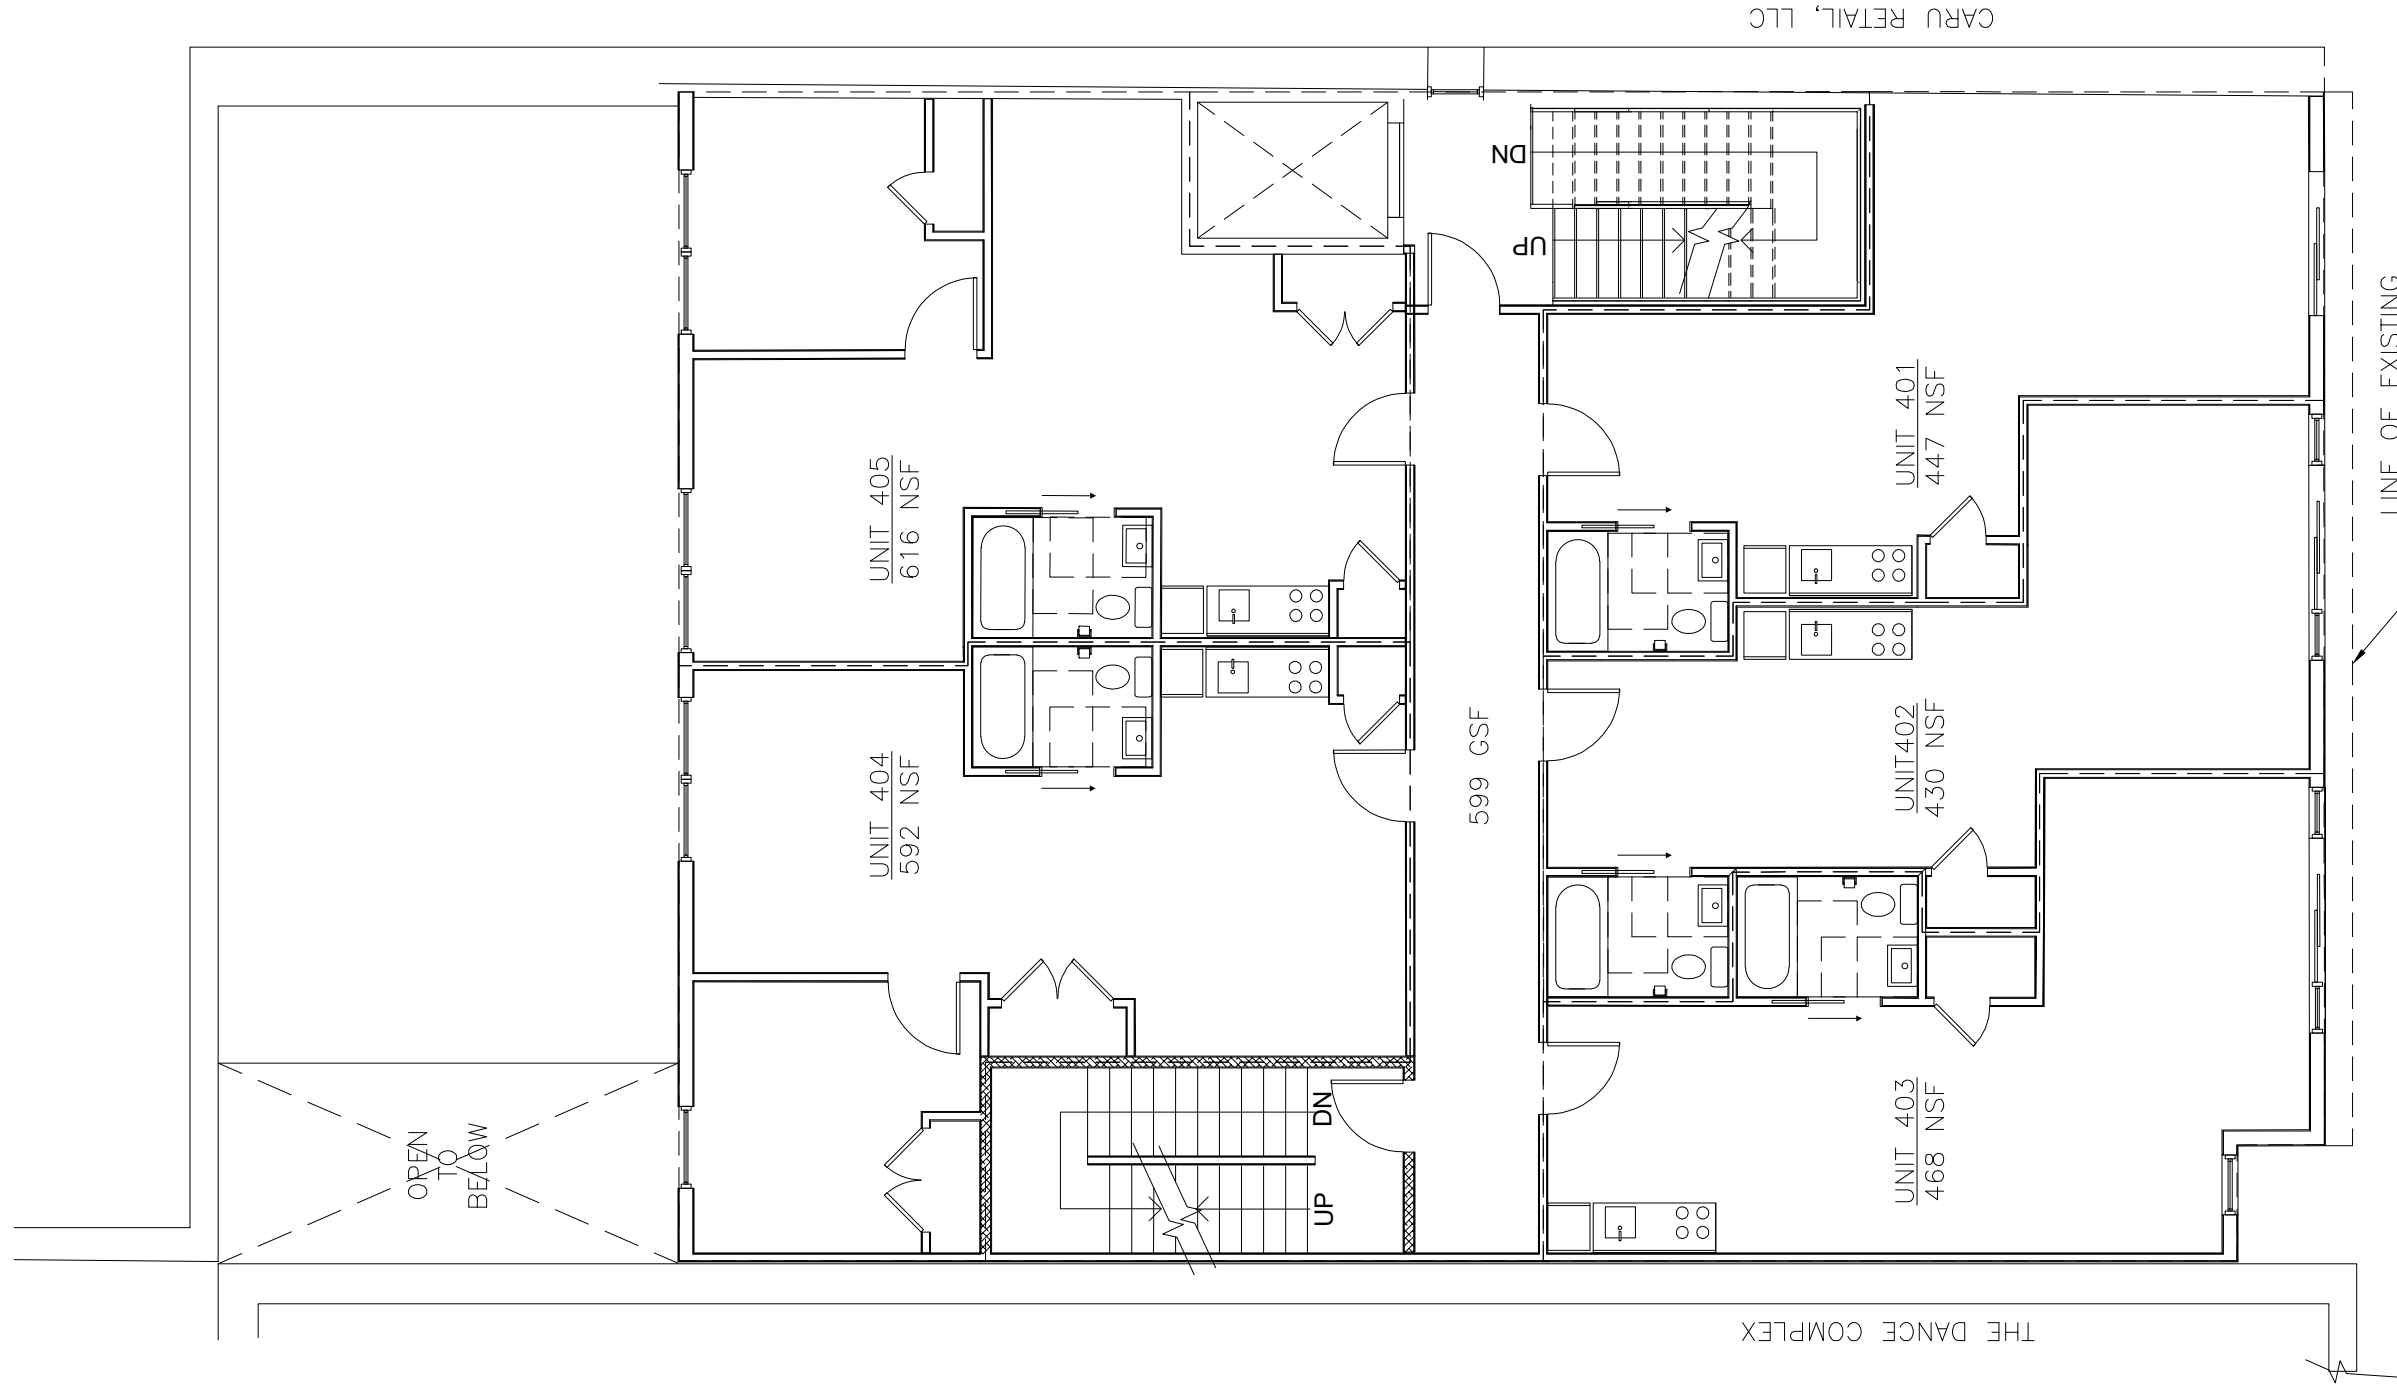 CARU RETAIL, LLC
DN
UP
LINE OF EXISTING
UNIT 401
447 NSF
UNIT 405
616 NSF
UNIT402
430 NSF
599 GSF
UNIT 404
592 NSF
UNIT 403
468 NSF
OPEN
TO
BELOW
DN
UP
THE DANCE COMPLEX